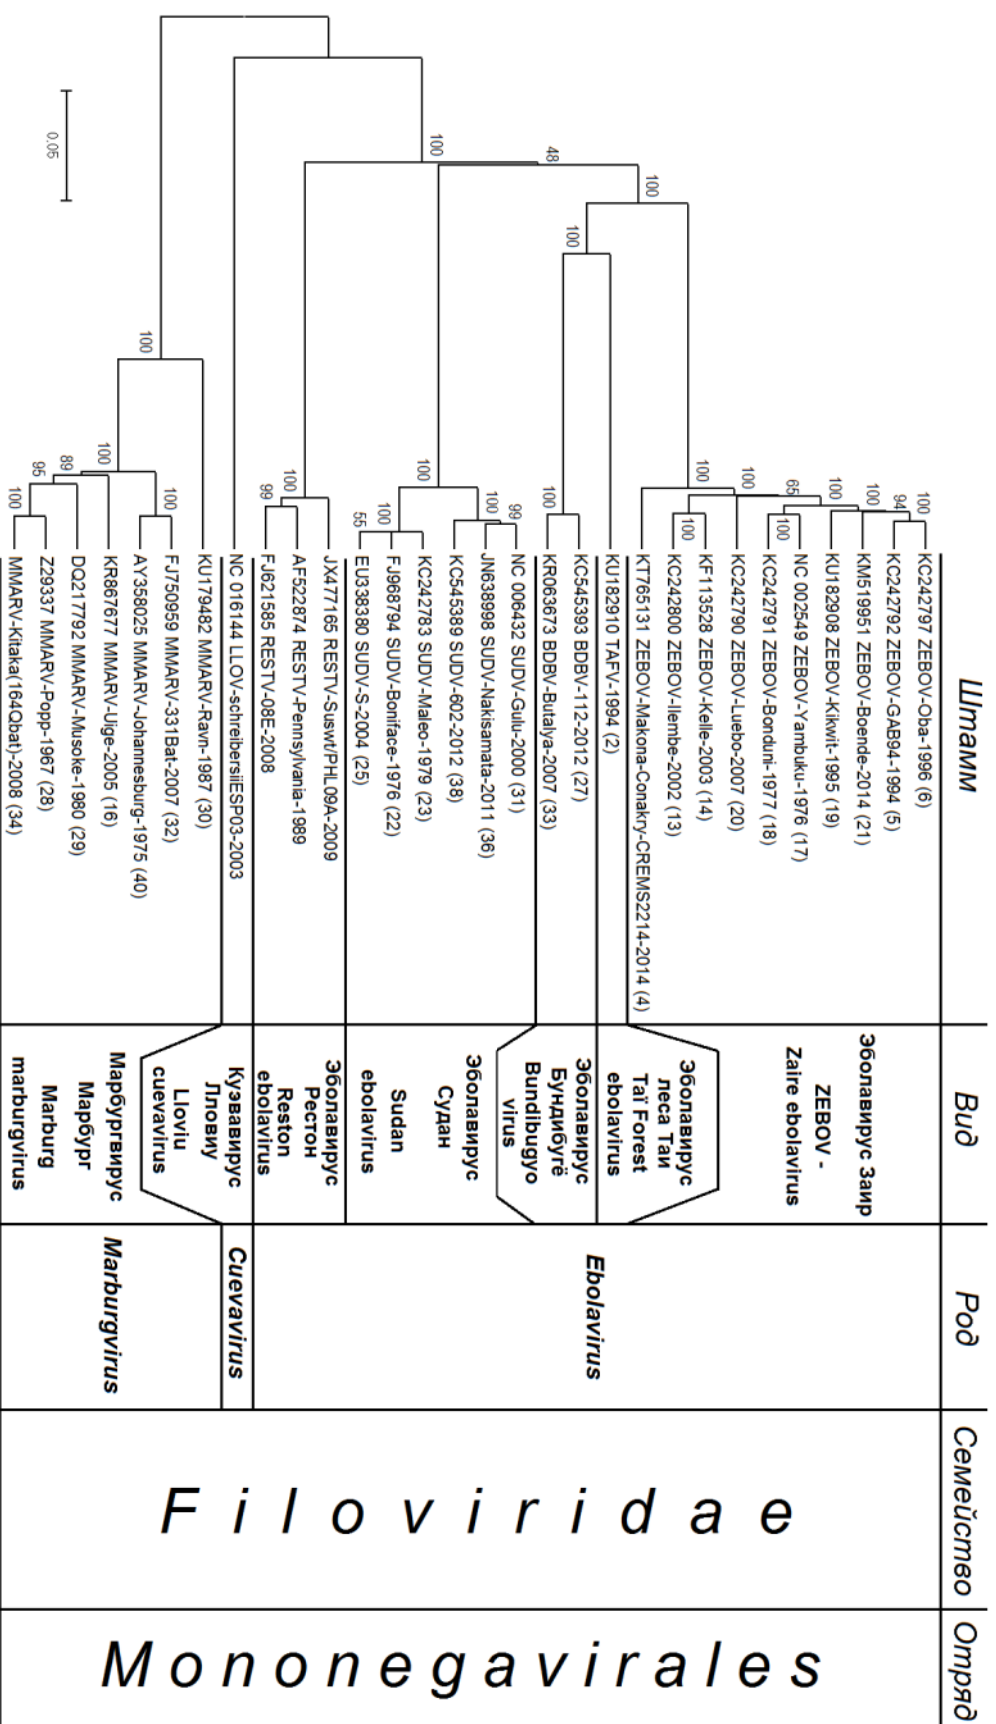 Штамм
Вид
Род
Семейство
Отряд
KC242797 ZEBOV-Oba-1996 (6)
KC242792 ZEBOV-GAB94-1994 (5)
KM519951 ZEBOV-Boende-2014 (21)
KU182908 ZEBOV-Kikwit-1995 (19)
NC 002549 ZEBOV-Yambuku-1976 (17)
KC242791 ZEBOV-Bonduni-1977 (18)
KC242790 ZEBOV-Luebo-2007 (20)
KF113528 ZEBOV-Kelle-2003 (14)
KC242800 ZEBOV-Ilembe-2002 (13)
KT765131 ZEBOV-Makona-Conakry-CREMS2214-2014 (4)
KU182910 TAFV-1994 (2)
KC545393 BDBV-112-2012 (27)
KR063673 BDBV-Butalya-2007 (33)
NC 006432 SUDV-Gulu-2000 (31)
JN638998 SUDV-Nakisamata-2011 (36)
KC545389 SUDV-602-2012 (38)
KC242783 SUDV-Maleo-1979 (23)
FJ968794 SUDV-Boniface-1976 (22)
EU338380 SUDV-S-2004 (25)
JX477165 RESTV-Suswt/PHL09A-2009
AF522874 RESTV-Pennsylvania-1989
FJ621585 RESTV-08E-2008
NC 016144 LLOV-schreibersiiESP03-2003
KU179482 MMARV-Ravn-1987 (30)
FJ750959 MMARV-331Bat-2007 (32)
AY358025 MMARV-Johannesburg-1975 (40)
KR867677 MMARV-Uige-2005 (16)
DQ217792 MMARV-Musoke-1980 (29)
Z29337 MMARV-Popp-1967 (28)
MMARV-Kitaka(164Qbat)-2008 (34)
100
94
100
100
65
100
100
100
100
100
48
100
100
99
100
100
100
55
100
100
99
100
100
100
89
95
100
0.05
Эболавирус Заир
ZEBOV -
Zaire ebolavirus
Эболавирус
леса Таи
Taï Forest
ebolavirus
Эболавирус
Бундибугё
Bundibugyo
virus
Эболавирус
Судан
Sudan
ebolavirus
Эболавирус
Рестон
Reston
ebolavirus
Куэвавирус
Лловиу
Lloviu
cuevavirus
Марбургвирус
Марбург
Marburg
marburgvirus
Ebolavirus
Cuevavirus
Marburgvirus
Filoviridae
Mononegavirales